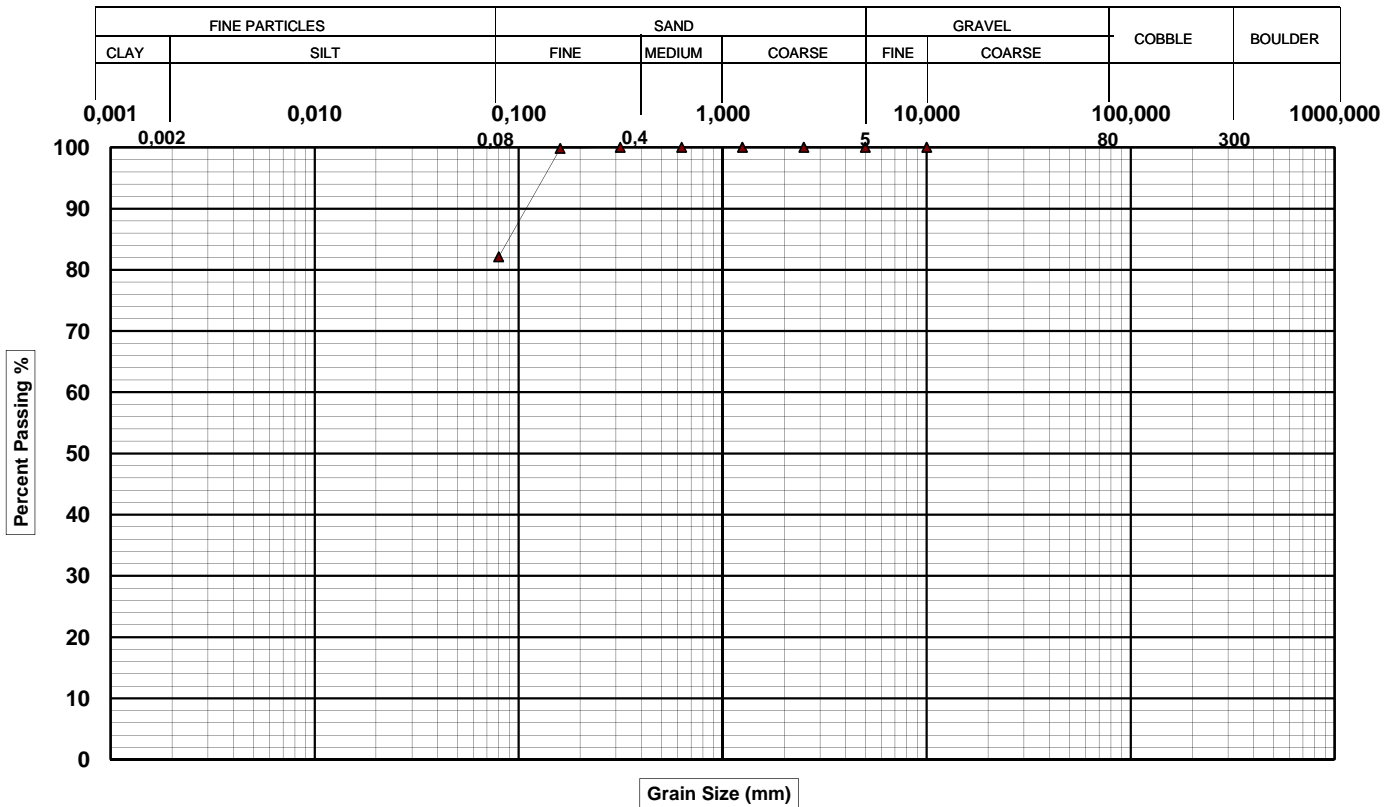 FINE PARTICLES SAND GRAVEL COBBLE BOULDER
CLAY SILT FINE MEDIUM COARSE FINE COARSE
0,001 0,010 0,100 1,000 10,000 100,000 1000,000
0,002 0,08 0,4 5 80 300
100
90
80
70
60
50
40
30
20
10
0
Percent Passing %
Grain Size (mm)